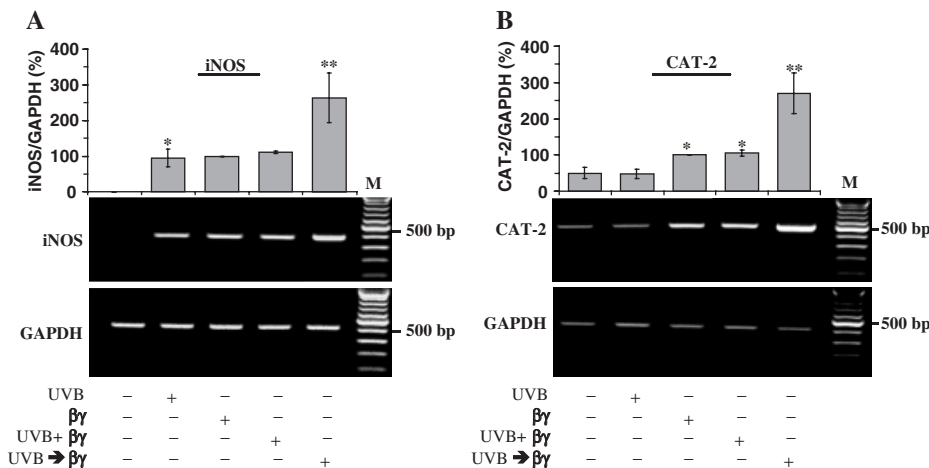 A
iNOS/GAPDH (%)
400
300
200
100
0
iNOS
*
**
M
iNOS
500 bp
GAPDH
500 bp
UVB – + – – –
βγ – – + – –
UVB+ βγ – – – + –
UVB ➔ βγ – – – – +
B
CAT-2/GAPDH (%)
400
300
200
100
0
CAT-2
*
*
**
M
CAT-2
500 bp
GAPDH
500 bp
UVB – + – – –
βγ – – + – –
UVB+ βγ – – – + –
UVB ➔ βγ – – – – +